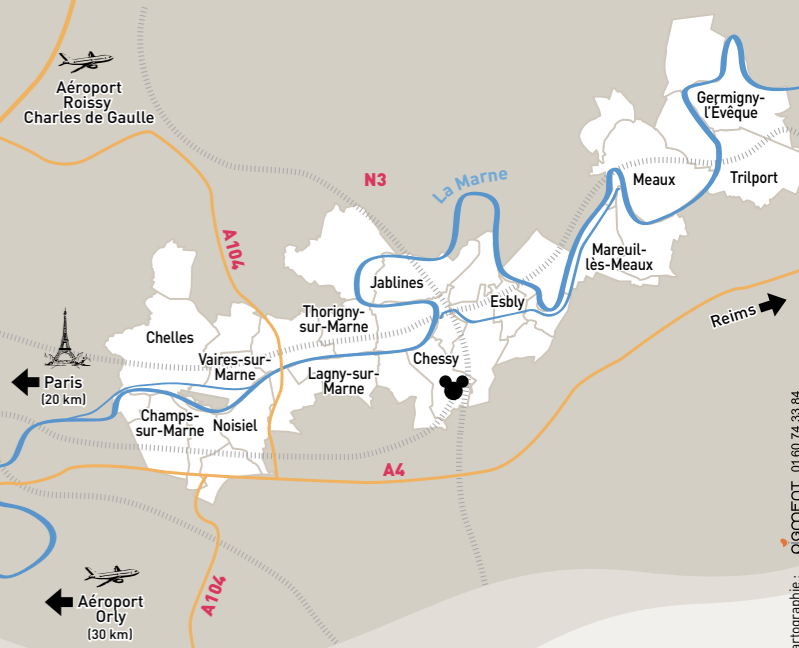 Aéroport
Roissy
Charles de Gaulle
N3
La Marne
Germigny-
l'Évêque
Meaux
Trilport
A104
Mareuil-
lès-Meaux
Jablines
Esbly
Thorigny-
sur-Marne
Reims
Chelles
Vaires-sur-
Marne
Chessy
Lagny-sur-
Marne
Paris
(20 km)
Champs-
sur-Marne
Noisiel
A4
A104
Aéroport
Orly
(30 km)
artographie :
01 60 74 33 84